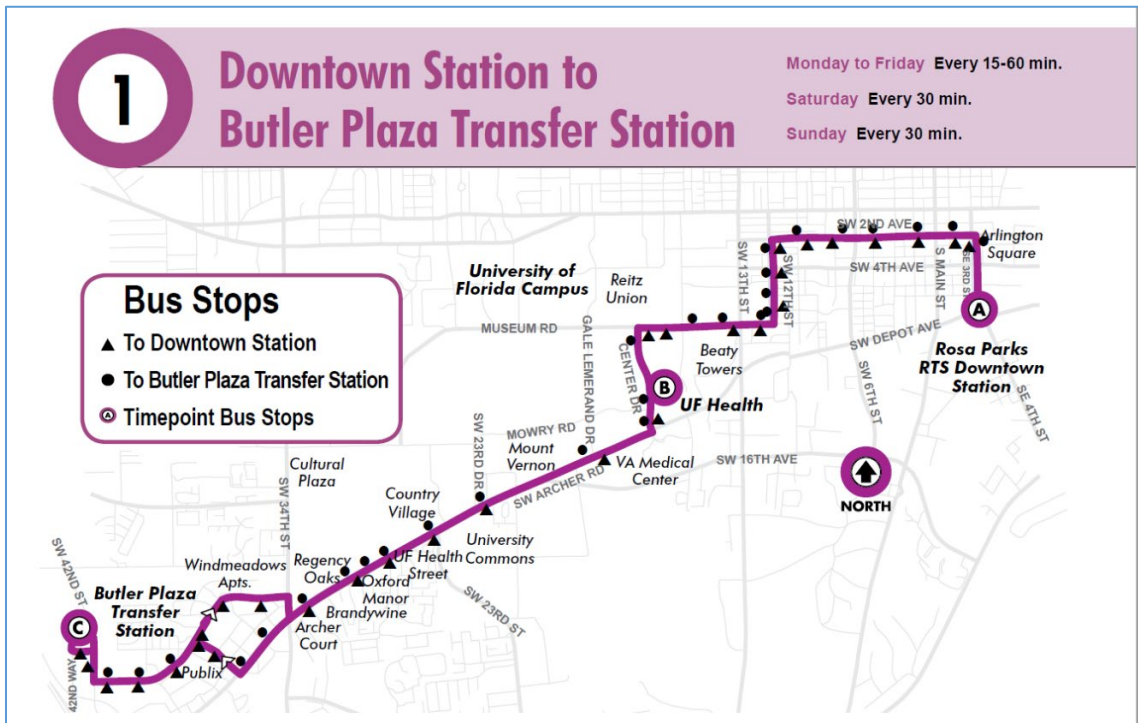 1
Downtown Station to
Butler Plaza Transfer Station
Monday to Friday Every 15-60 min.
Saturday Every 30 min.
Sunday Every 30 min.
Bus Stops
To Downtown Station
To Butler Plaza Transfer Station
A Timepoint Bus Stops
SW 2ND AVE
Arlington
Square
SW 13TH ST
SW 12TH ST
SW 4TH AVE
S MAIN ST
SE 3RD ST
University of
Florida Campus
Reitz
Union
A
MUSEUM RD
GALE LEMERAND DR
CENTER DR
Beaty
Towers
SW DEPOT AVE
Rosa Parks
RTS Downtown
Station
SW 6TH ST
SE 4TH ST
B
UF Health
MOWRY RD
Mount
Vernon
SW ARCHER RD
VA Medical
Center
SW 16TH AVE
NORTH
SW 23RD DR
Cultural
Plaza
SW 34TH ST
Country
Village
University
Commons
UF Health
Street
SW 23RD ST
Regency
Oaks
Oxford
Manor
Brandywine
Archer
Court
Windmeadows
Apts.
SW 42ND ST
Butler Plaza
Transfer
Station
C
Publix
42ND WAY